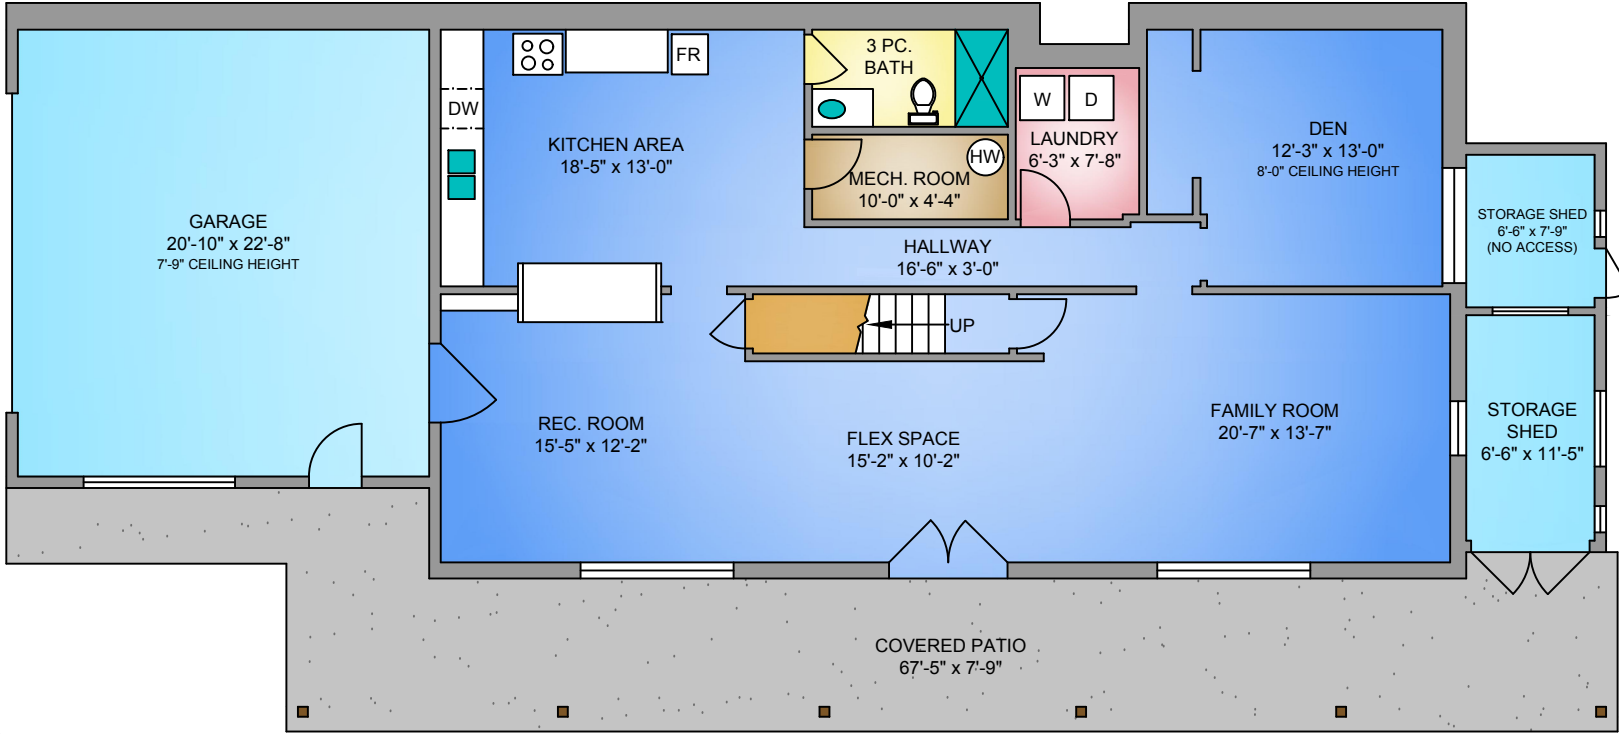 3 PC.
BATH
FR
DW
W
D
KITCHEN AREA
18'-5" x 13'-0"
LAUNDRY
6'-3" x 7'-8"
HW
MECH. ROOM
10'-0" x 4'-4"
DEN
12'-3" x 13'-0"
8'-0" CEILING HEIGHT
GARAGE
20'-10" x 22'-8"
7'-9" CEILING HEIGHT
STORAGE SHED
6'-6" x 7'-9"
(NO ACCESS)
HALLWAY
16'-6" x 3'-0"
UP
REC. ROOM
15'-5" x 12'-2"
FLEX SPACE
15'-2" x 10'-2"
FAMILY ROOM
20'-7" x 13'-7"
STORAGE
SHED
6'-6" x 11'-5"
COVERED PATIO
67'-5" x 7'-9"